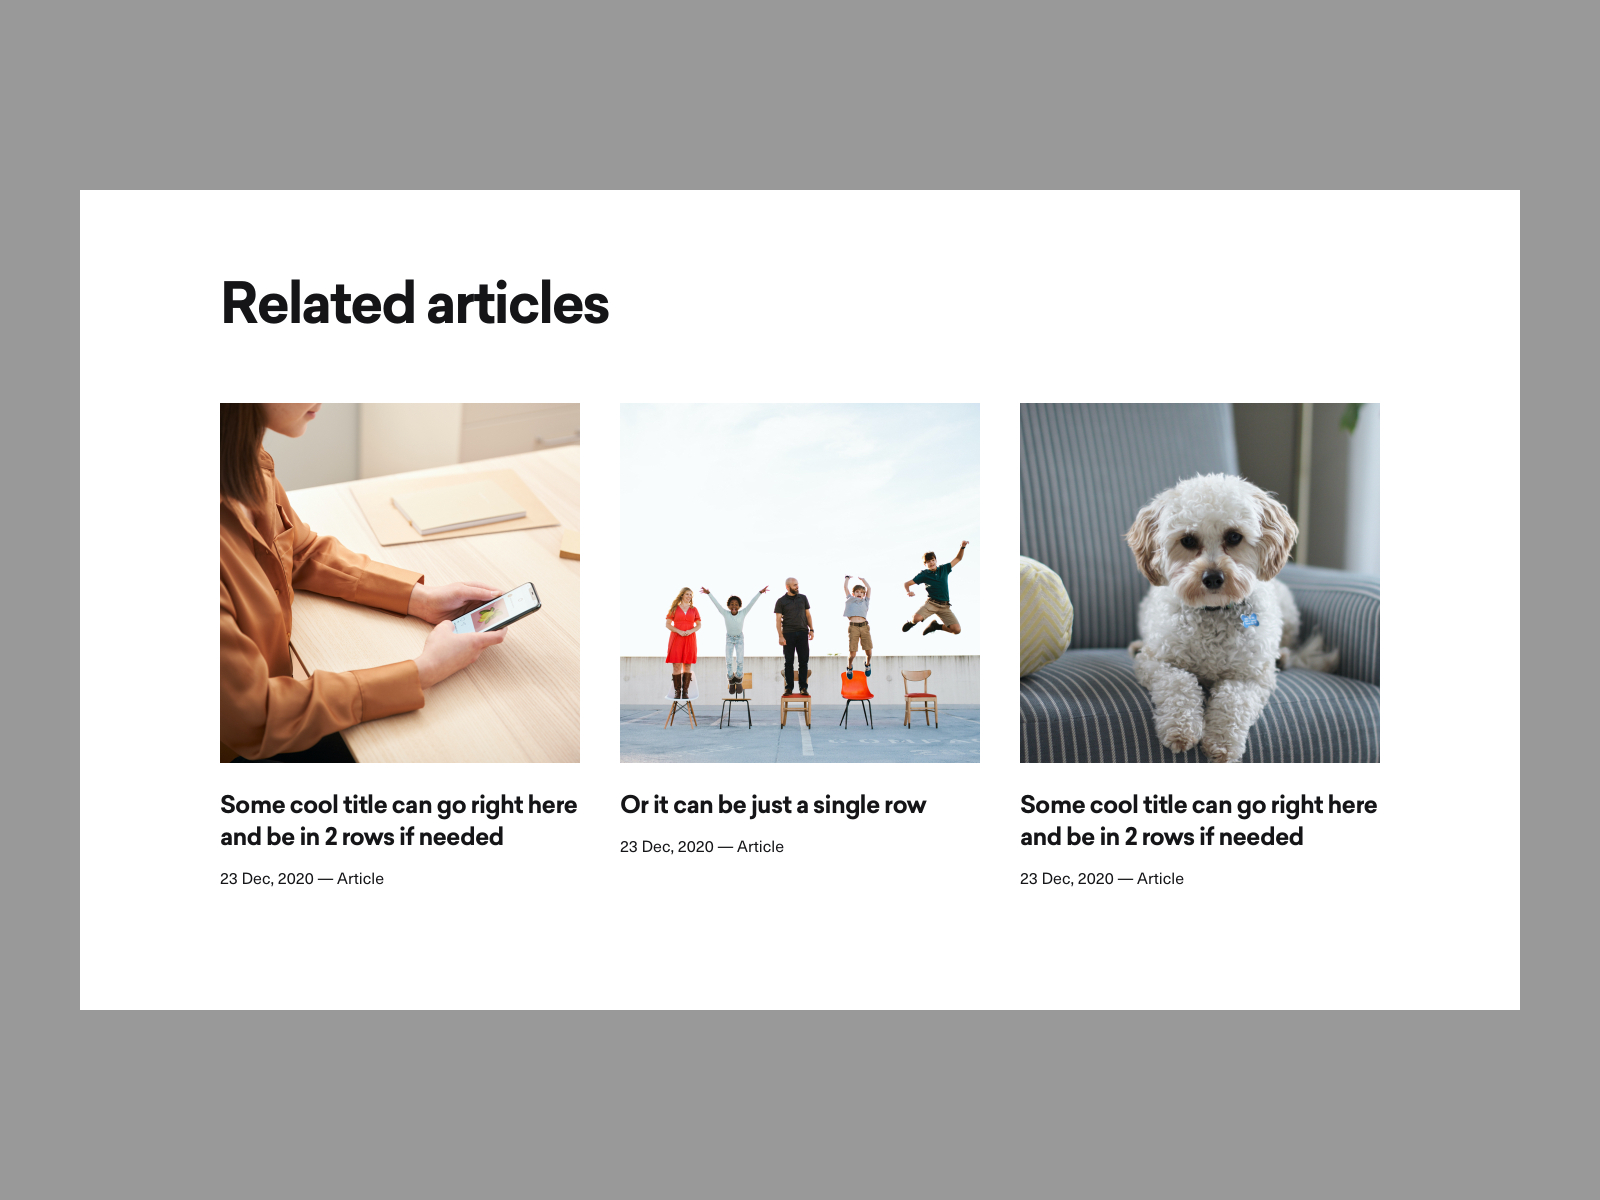 Related articles
Some cool title can go right here
and be in 2 rows if needed
23 Dec, 2020 — Article
Or it can be just a single row
23 Dec, 2020 — Article
Some cool title can go right here
and be in 2 rows if needed
23 Dec, 2020 — Article